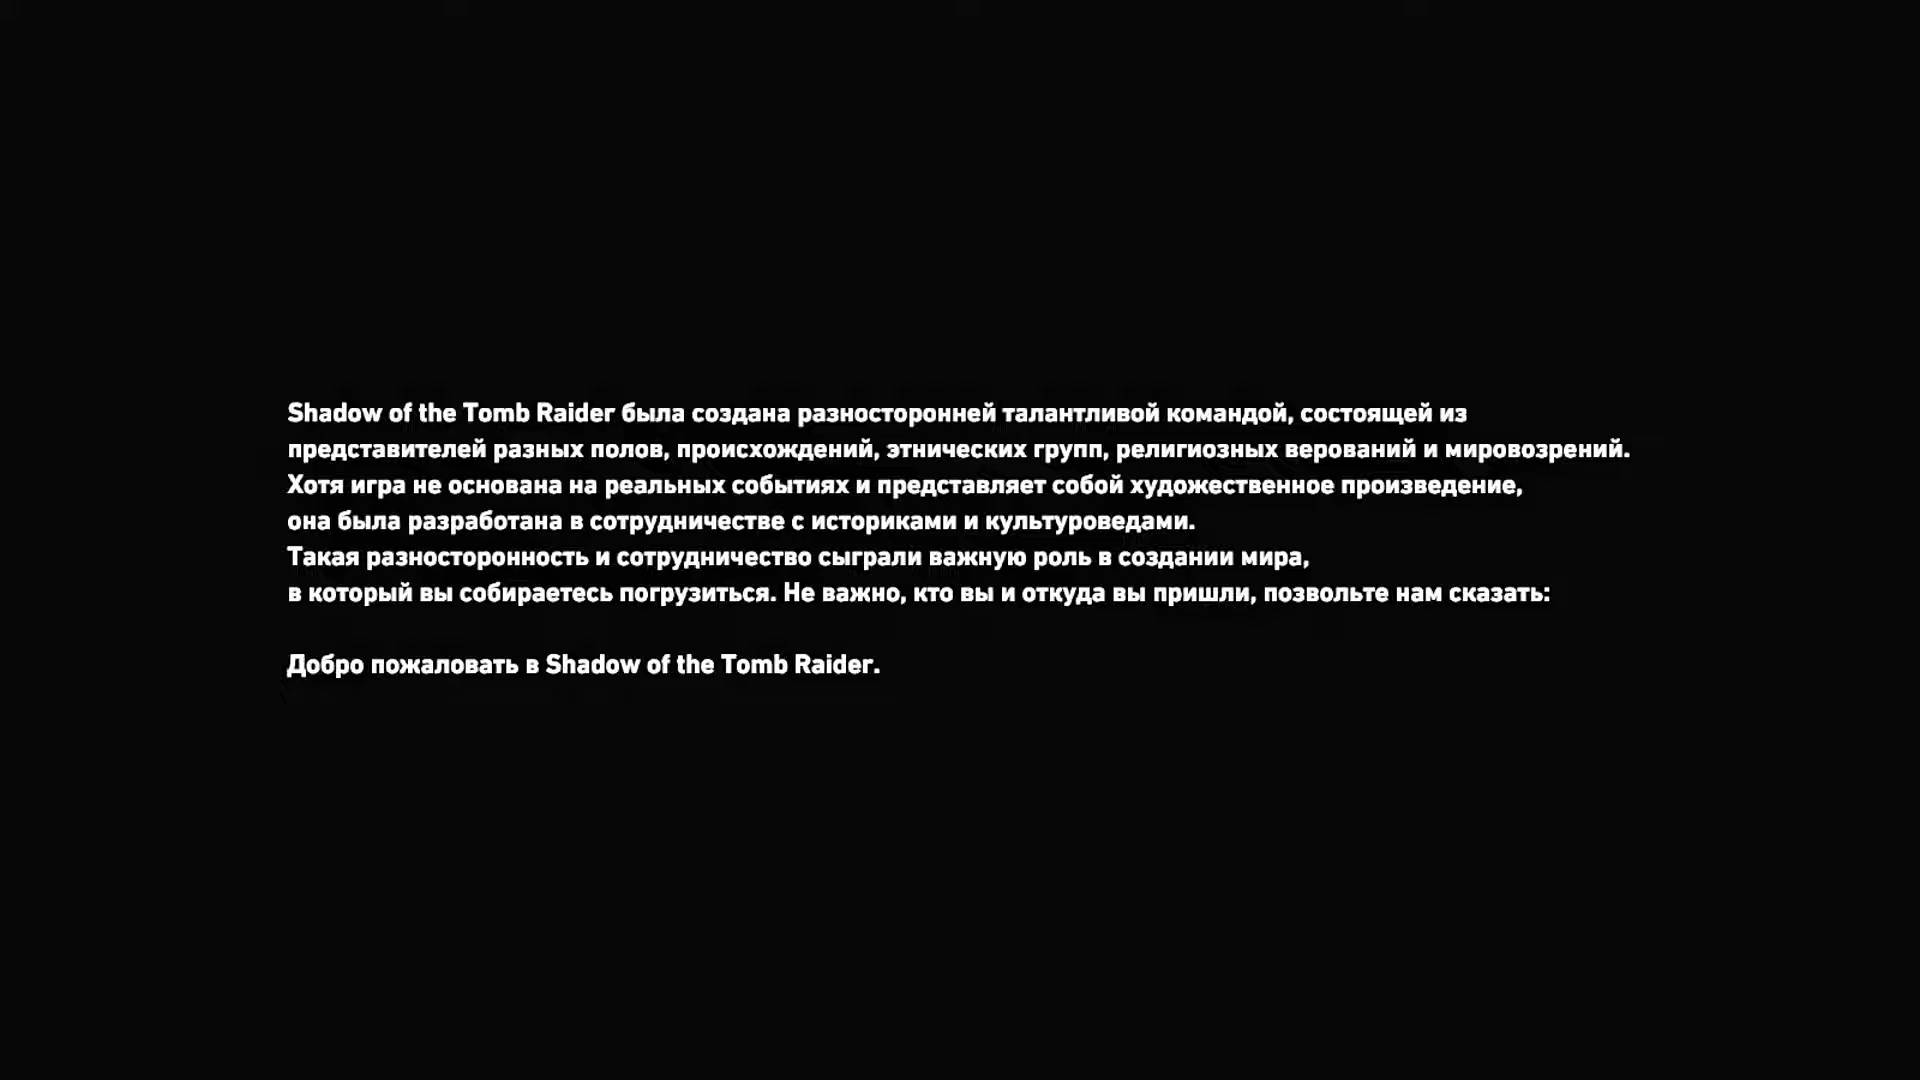 Shadow of the Tomb Raider была создана разносторонней талантливой командой, состоящей из
представителей разных полов, происхождений, этнических групп, религиозных верований и мировозрений.
Хотя игра не основана на реальных событиях и представляет собой художественное произведение,
она была разработана в сотрудничестве с историками и культуроведами.
Такая разносторонность и сотрудничество сыграли важную роль в создании мира,
в который вы собираетесь погрузиться. Не важно, кто вы и откуда вы пришли, позвольте нам сказать:
Добро пожаловать в Shadow of the Tomb Raider.